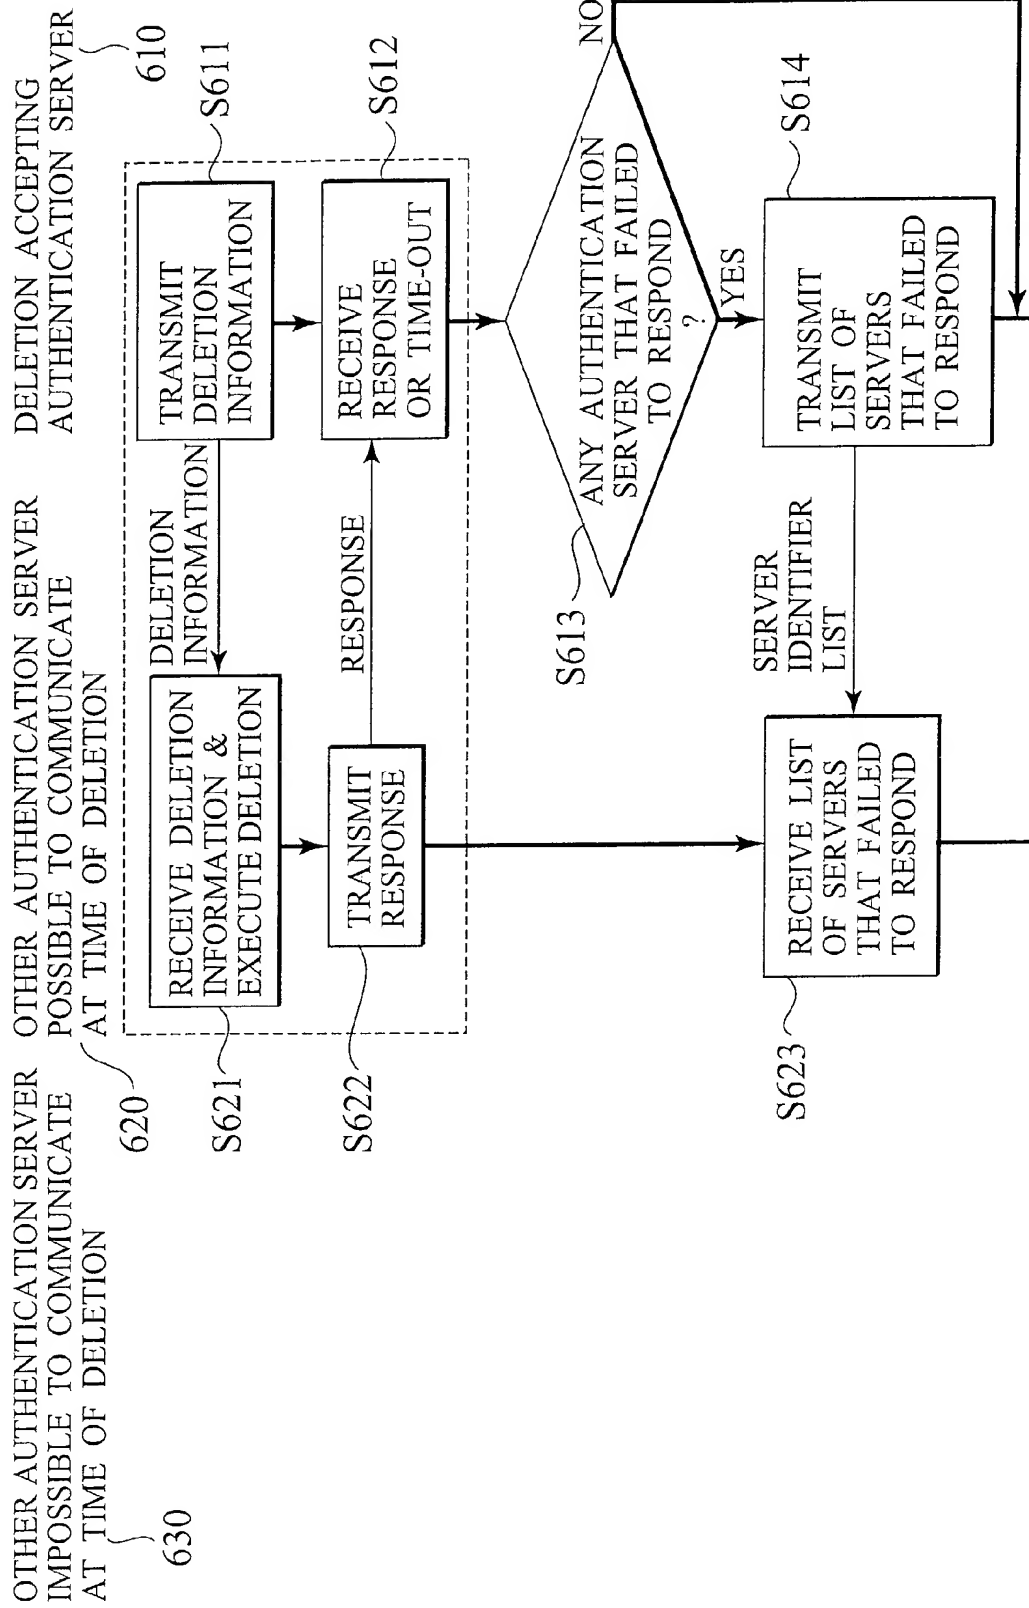 OTHER AUTHENTICATION SERVER
IMPOSSIBLE TO COMMUNICATE
AT TIME OF DELETION
630
OTHER AUTHENTICATION SERVER
POSSIBLE TO COMMUNICATE
AT TIME OF DELETION
620
DELETION ACCEPTING
AUTHENTICATION SERVER
610
S621
RECEIVE DELETION
INFORMATION &
EXECUTE DELETION
DELETION
INFORMATION
TRANSMIT
DELETION
INFORMATION
S611
S622
TRANSMIT
RESPONSE
RESPONSE
RECEIVE
RESPONSE
OR TIME-OUT
S612
S613
ANY AUTHENTICATION
SERVER THAT FAILED
TO RESPOND
?
NO
YES
S623
RECEIVE LIST
OF SERVERS
THAT FAILED
TO RESPOND
SERVER
IDENTIFIER
LIST
TRANSMIT
LIST OF
SERVERS
THAT FAILED
TO RESPOND
S614